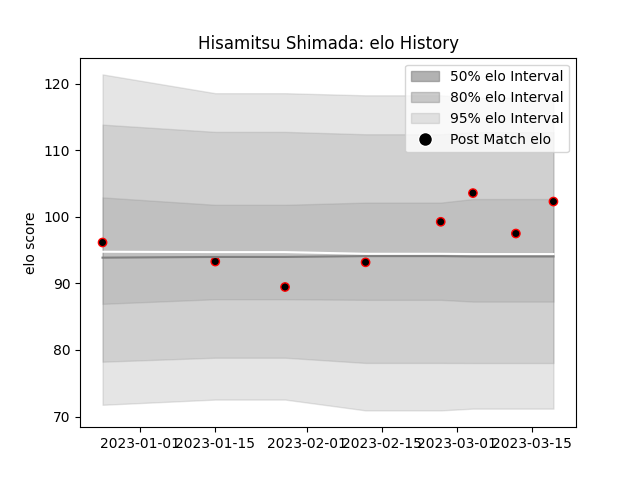 Hisamitsu Shimada: elo History
50% elo Interval
80% elo Interval
95% elo Interval
Post Match elo
elo score
120
110
100
90
80
70
2023-01-01 2023-01-15 2023-02-01 2023-02-15 2023-03-01 2023-03-15